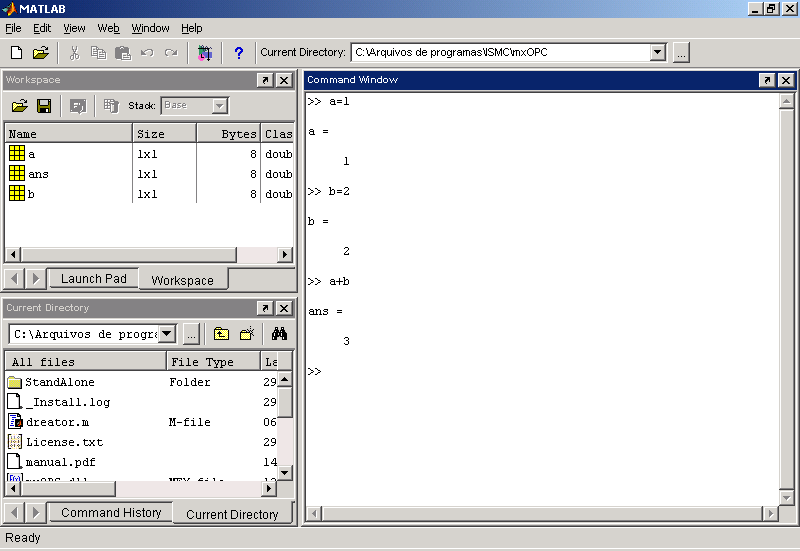 MATLAB
File Edit View Web Window Help
Current Directory: C:\Arquivos de programas\ISMC\mxOPC ...
Workspace
Stack: Base
Name Size Bytes Clas
a 1x1 8 doub
ans 1x1 8 doub
b 1x1 8 doub
Launch Pad Workspace
Current Directory
C:\Arquivos de progra ...
All files File Type La
StandAlone Folder 29
_Install.log 29
dreator.m M-file 06
License.txt 29
manual.pdf 14
Command History Current Directory
Command Window
>> a=1
a =
1
>> b=2
b =
2
>> a+b
ans =
3
>>
Ready